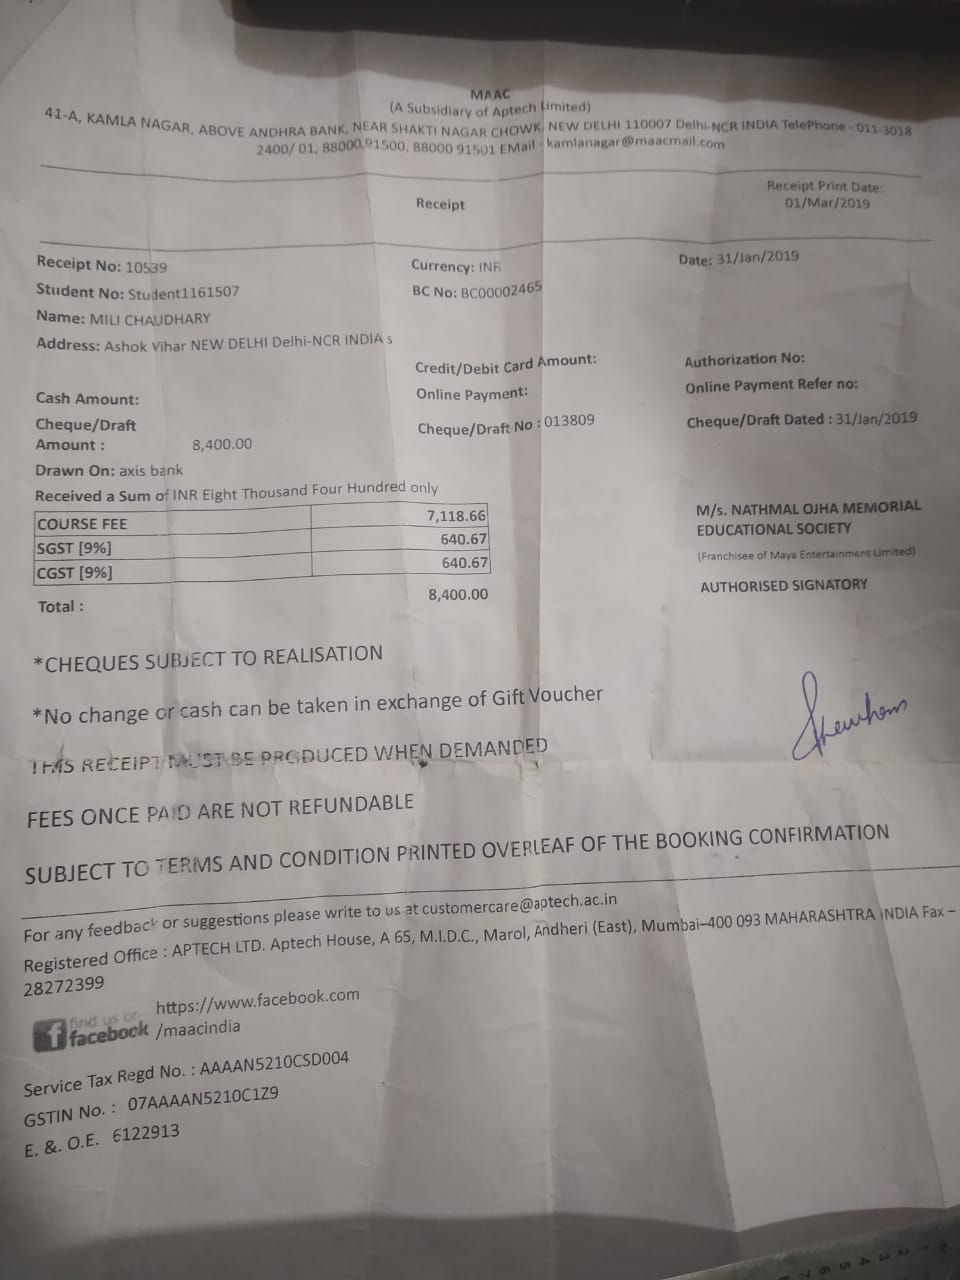 MAAC
(A Subsidiary of Aptech Limited)
41-A, KAMLA NAGAR, ABOVE ANDHRA BANK, NEAR SHAKTI NAGAR CHOWK NEW DELHI 110007 Delhi-NCR INDIA TelePhone - 011-3018
2400/ 01, 88000 91500, 88000 91501 EMail - kamlanagar@maacmail.com
Receipt
Receipt Print Date:
01/Mar/2019
Receipt No: 10539 Currency: INR Date: 31/Jan/2019
Student No: Student1161507 BC No: BC00002465
Name: MILI CHAUDHARY
Address: Ashok Vihar NEW DELHI Delhi-NCR INDIA s
Credit/Debit Card Amount: Authorization No:
Cash Amount: Online Payment: Online Payment Refer no:
Cheque/Draft
Amount : 8,400.00 Cheque/Draft No : 013809 Cheque/Draft Dated : 31/Jan/2019
Drawn On: axis bank
Received a Sum of INR Eight Thousand Four Hundred only
COURSE FEE 7,118.66
SGST [9%] 640.67
CGST [9%] 640.67
Total : 8,400.00
M/s. NATHMAL OJHA MEMORIAL
EDUCATIONAL SOCIETY
(Franchisee of Maya Entertainment Limited)
AUTHORISED SIGNATORY
*CHEQUES SUBJECT TO REALISATION
*No change or cash can be taken in exchange of Gift Voucher
THIS RECEIPT MUST BE PRODUCED WHEN DEMANDED
FEES ONCE PAID ARE NOT REFUNDABLE
SUBJECT TO TERMS AND CONDITION PRINTED OVERLEAF OF THE BOOKING CONFIRMATION
For any feedback or suggestions please write to us at customercare@aptech.ac.in
Registered Office : APTECH LTD. Aptech House, A 65, M.I.D.C., Marol, Andheri (East), Mumbai–400 093 MAHARASHTRA INDIA Fax –
28272399
find us on
facebook
https://www.facebook.com
/maacindia
Service Tax Regd No. : AAAAN5210CSD004
GSTIN No. : 07AAAAN5210C1Z9
E. &. O.E. 6122913